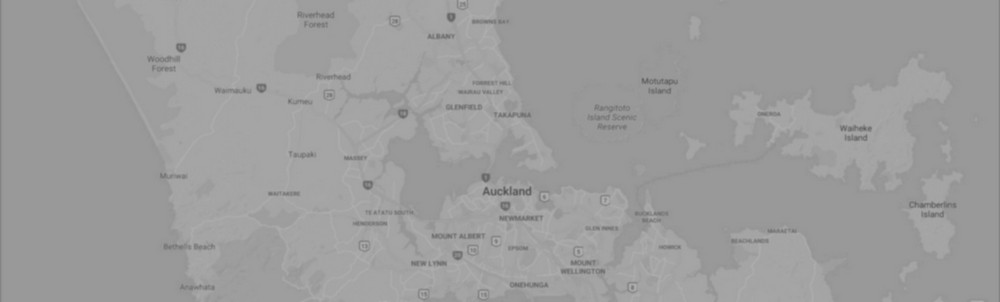 Riverhead
Forest
BROWNS BAY
ALBANY
Woodhill
Forest
Riverhead
Waimauku
Kumeu
FORREST HILL
WAIRAU VALLEY
GLENFIELD
TAKAPUNA
Motutapu
Island
Rangitoto
Island Scenic
Reserve
ONEROA
Waiheke
Island
Taupaki
MASSEY
Muriwai
WAITAKERE
Auckland
TE ATATU SOUTH
HENDERSON
NEWMARKET
GLEN INNES
BUCKLANDS
BEACH
Chamberlins
Island
MOUNT ALBERT
EPSOM
HOWICK
BEACHLANDS
MARAETAI
Bethells Beach
NEW LYNN
MOUNT
WELLINGTON
Anawhata
ONEHUNGA